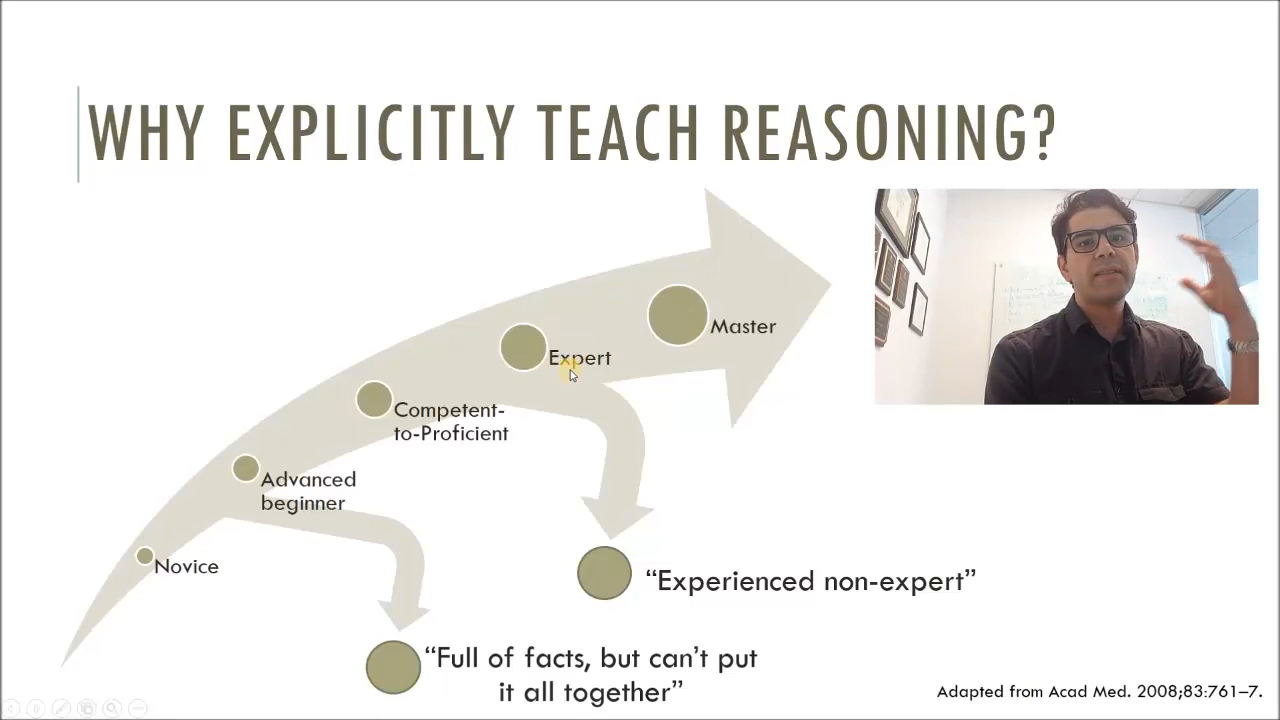 WHY EXPLICITLY TEACH REASONING?
Master
Expert
Competent-
to-Proficient
Advanced
beginner
Novice
“Experienced non-expert”
“Full of facts, but can’t put
it all together”
Adapted from Acad Med. 2008;83:761–7.